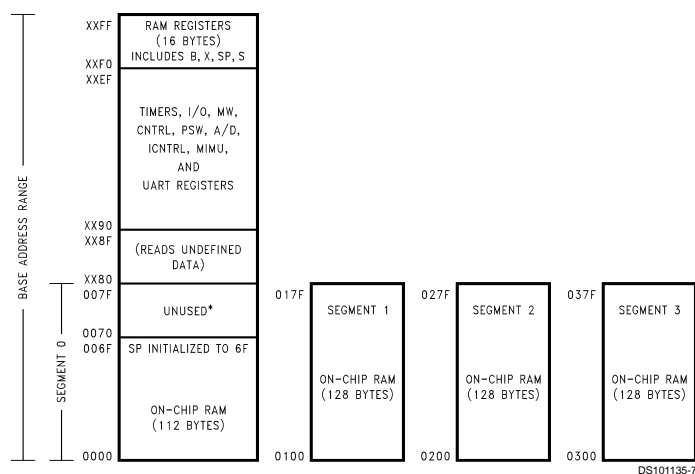 XXFF
RAM REGISTERS
(16 BYTES)
INCLUDES B, X, SP, S
XXF0
XXEF
TIMERS, I/O, MW,
CNTRL, PSW, A/D,
ICNTRL, MIMU,
AND
UART REGISTERS
XX90
XX8F
(READS UNDEFINED
DATA)
XX80
007F
UNUSED*
0070
006F
SP INITIALIZED TO 6F
ON-CHIP RAM
(112 BYTES)
0000
BASE ADDRESS RANGE
SEGMENT 0
017F
SEGMENT 1
ON-CHIP RAM
(128 BYTES)
0100
027F
SEGMENT 2
ON-CHIP RAM
(128 BYTES)
0200
037F
SEGMENT 3
ON-CHIP RAM
(128 BYTES)
0300
DS101135-7